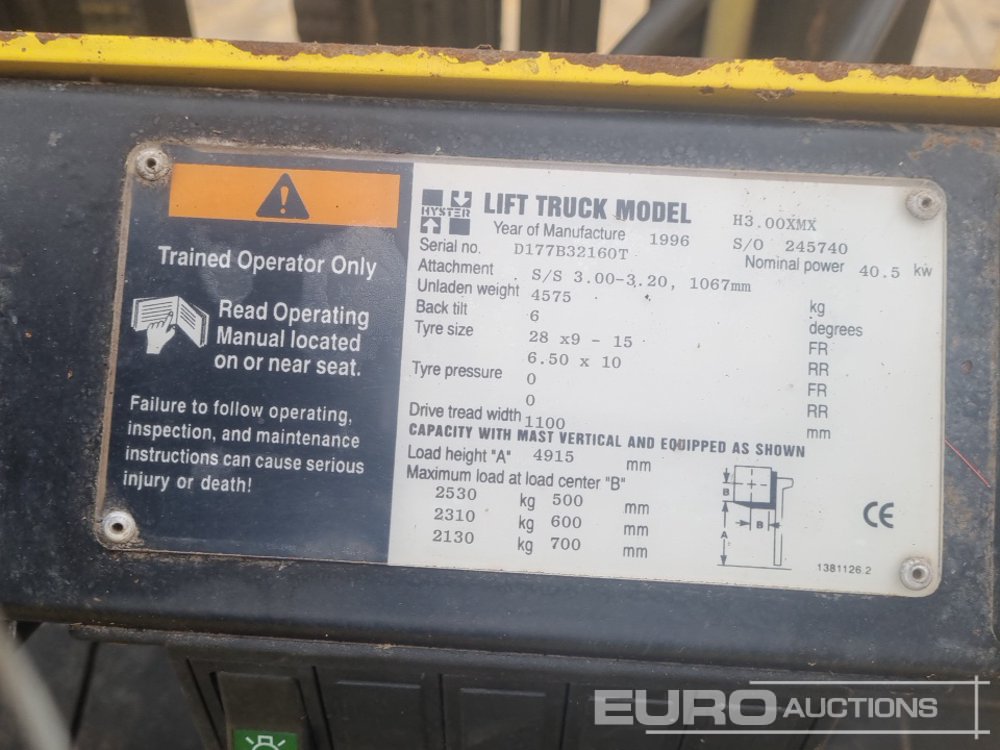 Trained Operator Only
Read Operating
Manual located
on or near seat.
Failure to follow operating,
inspection, and maintenance
instructions can cause serious
injury or death!
HYSTER
LIFT TRUCK MODEL H3.00XMX
Year of Manufacture 1996 S/O 245740
Serial no. D177B32160T Nominal power 40.5 kw
Attachment S/S 3.00-3.20, 1067mm
Unladen weight 4575 kg
Back tilt 6 degrees
Tyre size 28 x9 - 15 FR
6.50 x 10 RR
Tyre pressure 0 FR
0 RR
Drive tread width 1100 mm
CAPACITY WITH MAST VERTICAL AND EQUIPPED AS SHOWN
Load height "A" 4915 mm
Maximum load at load center "B"
2530 kg 500 mm
2310 kg 600 mm
2130 kg 700 mm
B
B
A
CE
1381126.2
EURO AUCTIONS